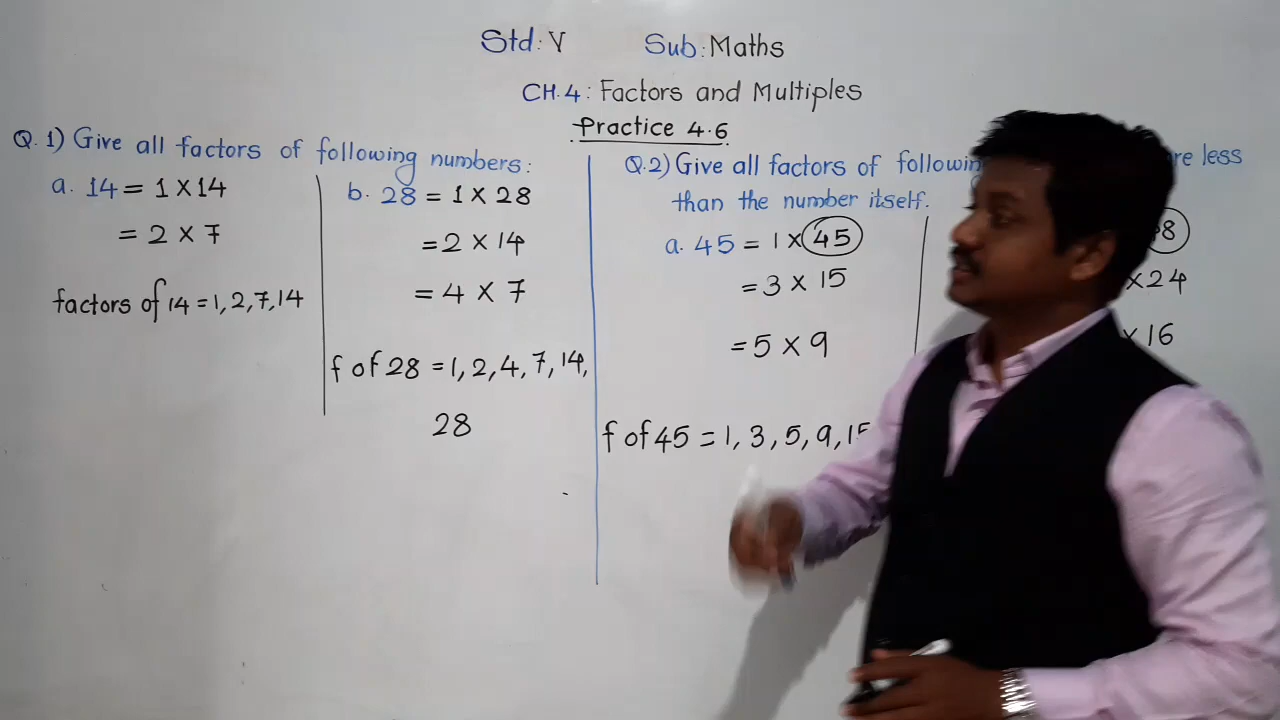 Std: V Sub: Maths
CH.4: Factors and Multiples
Practice 4.6
Q.1) Give all factors of following numbers:
a. 14 = 1 X 14
= 2 X 7
factors of 14 = 1, 2, 7, 14
b. 28 = 1 X 28
= 2 X 14
= 4 X 7
f of 28 = 1, 2, 4, 7, 14,
28
Q.2) Give all factors of following less
than the number itself.
a. 45 = 1 X 45
= 3 X 15
= 5 X 9
f of 45 = 1, 3, 5, 9, 15
8
X 24
X 16